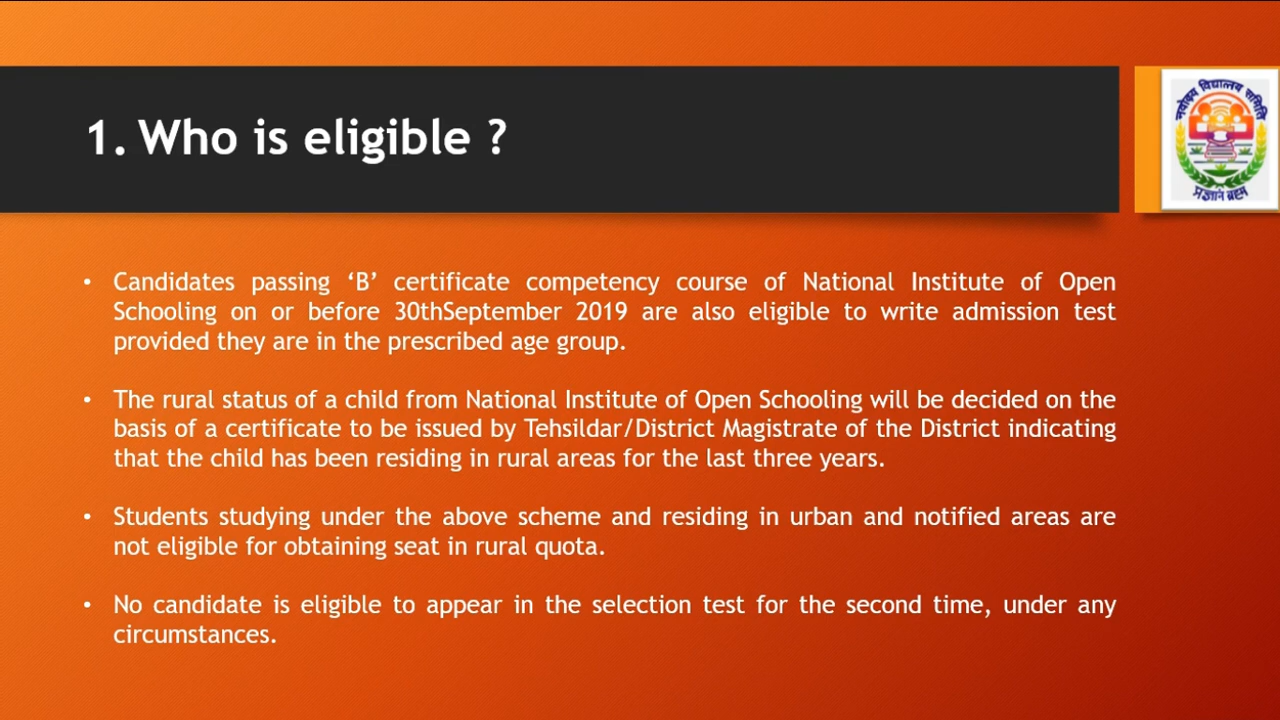 1. Who is eligible ?
नवोदय विद्यालय समिति
प्रज्ञानं ब्रह्म
• Candidates passing ‘B’ certificate competency course of National Institute of Open
Schooling on or before 30thSeptember 2019 are also eligible to write admission test
provided they are in the prescribed age group.
• The rural status of a child from National Institute of Open Schooling will be decided on the
basis of a certificate to be issued by Tehsildar/District Magistrate of the District indicating
that the child has been residing in rural areas for the last three years.
• Students studying under the above scheme and residing in urban and notified areas are
not eligible for obtaining seat in rural quota.
• No candidate is eligible to appear in the selection test for the second time, under any
circumstances.